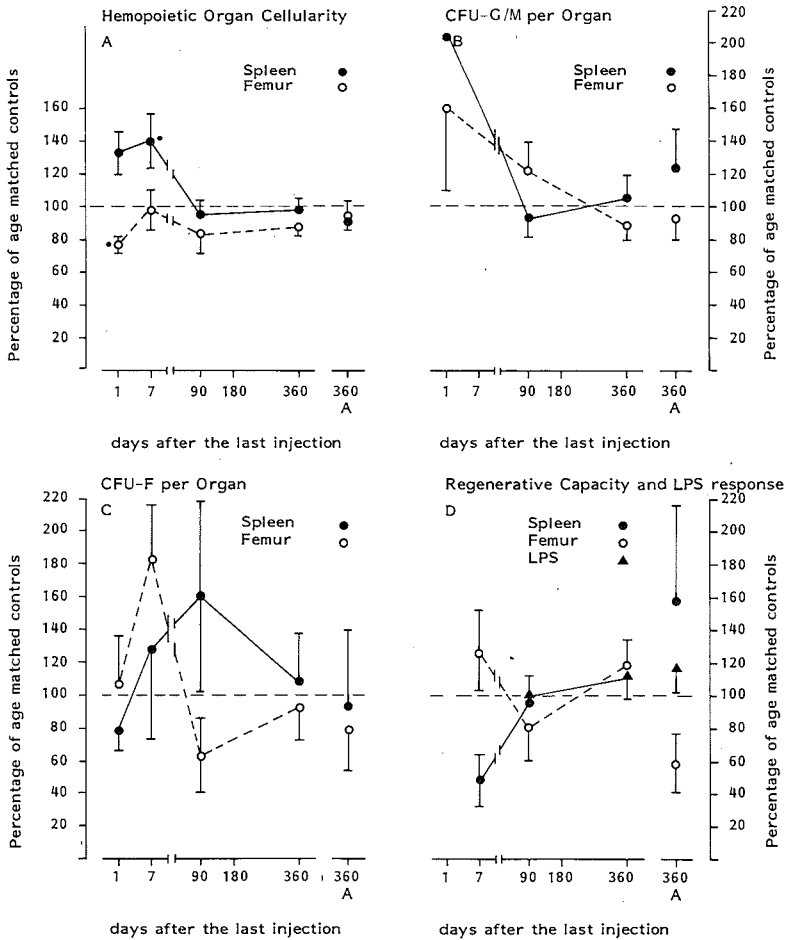 Hemopoietic Organ Cellularity
A
Spleen
Femur
Percentage of age matched controls
160
140
120
100
80
60
40
20
1 7 90 180 360 360
A
days after the last injection
CFU-G/M per Organ
B
Spleen
Femur
Percentage of age matched controls
220
200
180
160
140
120
100
80
60
40
20
1 7 90 180 360 360
A
days after the last injection
CFU-F per Organ
C
Spleen
Femur
Percentage of age matched controls
220
200
180
160
140
120
100
80
60
40
20
1 7 90 180 360 360
A
days after the last injection
Regenerative Capacity and LPS response
D
Spleen
Femur
LPS
Percentage of age matched controls
220
200
180
160
140
120
100
80
60
40
20
1 7 90 180 360 360
A
days after the last injection